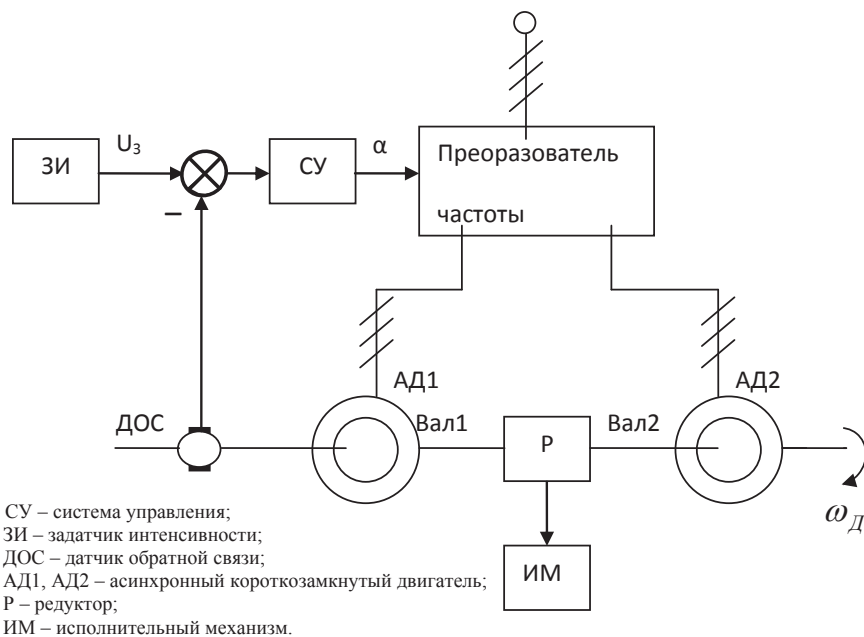 ЗИ
U₃
СУ
α
Преоразователь
частоты
–
АД1
АД2
ДОС
Вал1
Р
Вал2
ω_Д
ИМ
СУ – система управления;
ЗИ – задатчик интенсивности;
ДОС – датчик обратной связи;
АД1, АД2 – асинхронный короткозамкнутый двигатель;
Р – редуктор;
ИМ – исполнительный механизм.